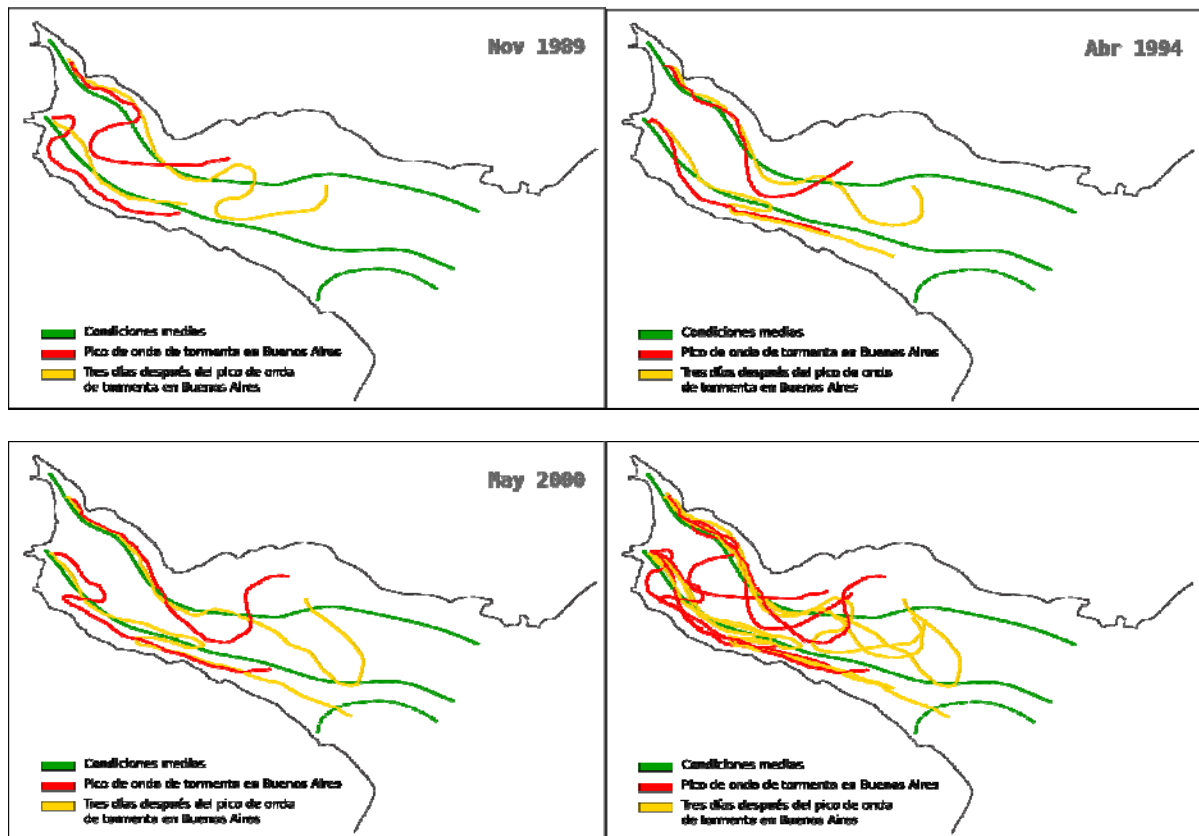 Nov 1989
Condiciones medias
Pico de onda de tormenta en Buenos Aires
Tres días después del pico de onda
de tormenta en Buenos Aires
Abr 1994
Condiciones medias
Pico de onda de tormenta en Buenos Aires
Tres días después del pico de onda
de tormenta en Buenos Aires
May 2000
Condiciones medias
Pico de onda de tormenta en Buenos Aires
Tres días después del pico de onda
de tormenta en Buenos Aires
Condiciones medias
Pico de onda de tormenta en Buenos Aires
Tres días después del pico de onda
de tormenta en Buenos Aires